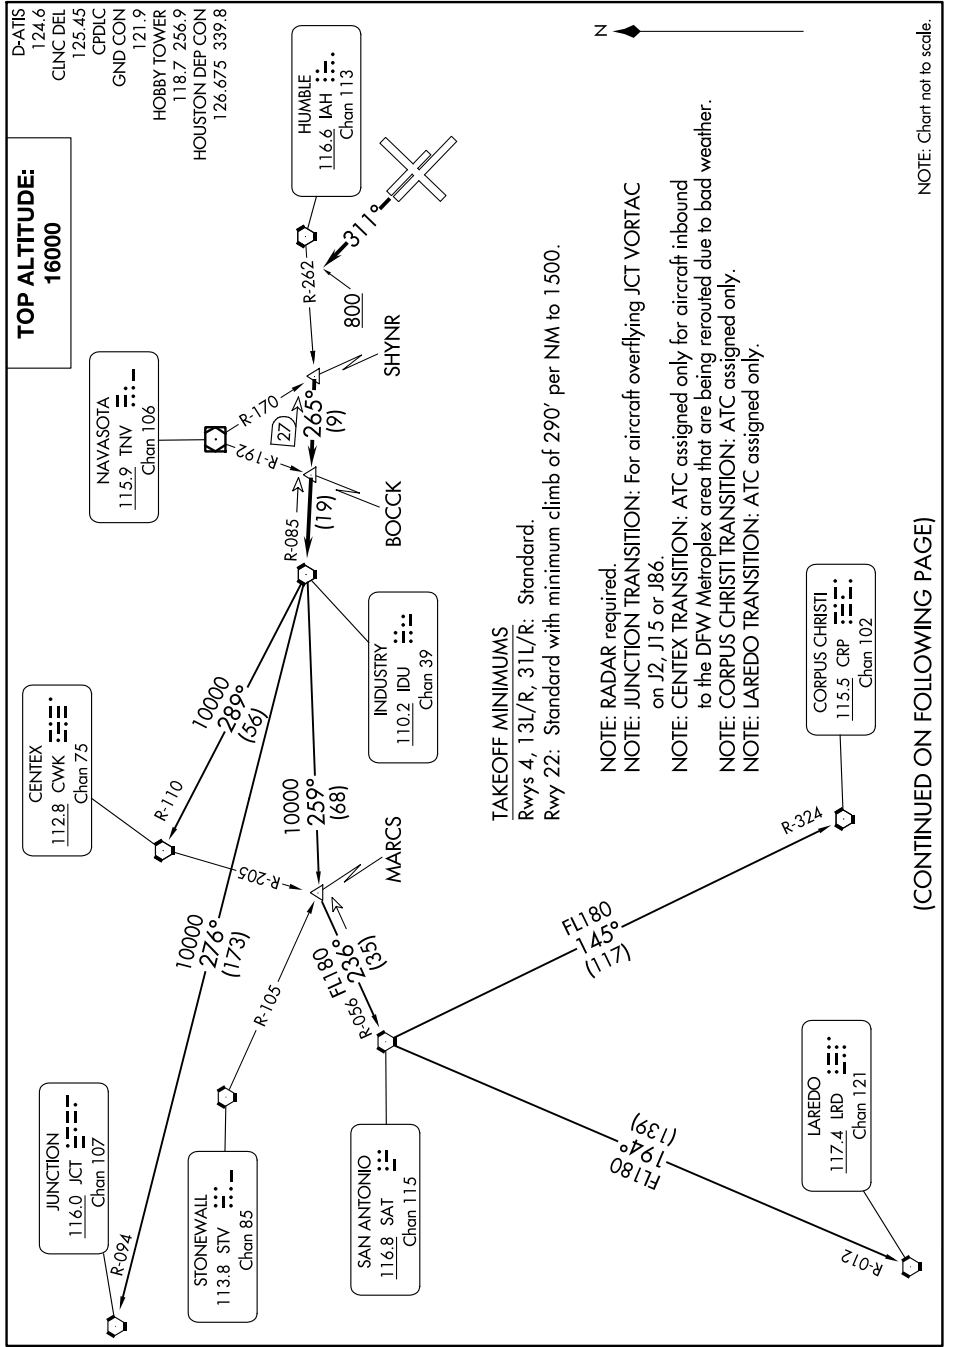 D-ATIS
124.6
CLNC DEL
125.45
CPDLC
GND CON
121.9
HOBBY TOWER
118.7 256.9
HOUSTON DEP CON
126.675 339.8
TOP ALTITUDE:
16000
JUNCTION
116.0 JCT
Chan 107
R-094
STONEWALL
113.8 STV
Chan 85
R-105
SAN ANTONIO
116.8 SAT
Chan 115
R-056
CENTEX
112.8 CWK
Chan 75
R-110
R-205
10000
276°
(173)
10000
289°
(56)
10000
259°
(68)
MARCS
FL180
236°
(35)
INDUSTRY
110.2 IDU
Chan 39
R-085
(19)
NAVASOTA
115.9 TNV
Chan 106
R-192
R-170
27
265°
(9)
BOCCK
SHYNR
HUMBLE
116.6 IAH
Chan 113
R-262
800
311°
N
FL180
145°
(117)
R-324
CORPUS CHRISTI
115.5 CRP
Chan 102
FL180
194°
(139)
R-012
LAREDO
117.4 LRD
Chan 121
TAKEOFF MINIMUMS
Rwys 4, 13L/R, 31L/R: Standard.
Rwy 22: Standard with minimum climb of 290' per NM to 1500.
NOTE: RADAR required.
NOTE: JUNCTION TRANSITION: For aircraft overflying JCT VORTAC
on J2, J15 or J86.
NOTE: CENTEX TRANSITION: ATC assigned only for aircraft inbound
to the DFW Metroplex area that are being rerouted due to bad weather.
NOTE: CORPUS CHRISTI TRANSITION: ATC assigned only.
NOTE: LAREDO TRANSITION: ATC assigned only.
(CONTINUED ON FOLLOWING PAGE)
NOTE: Chart not to scale.